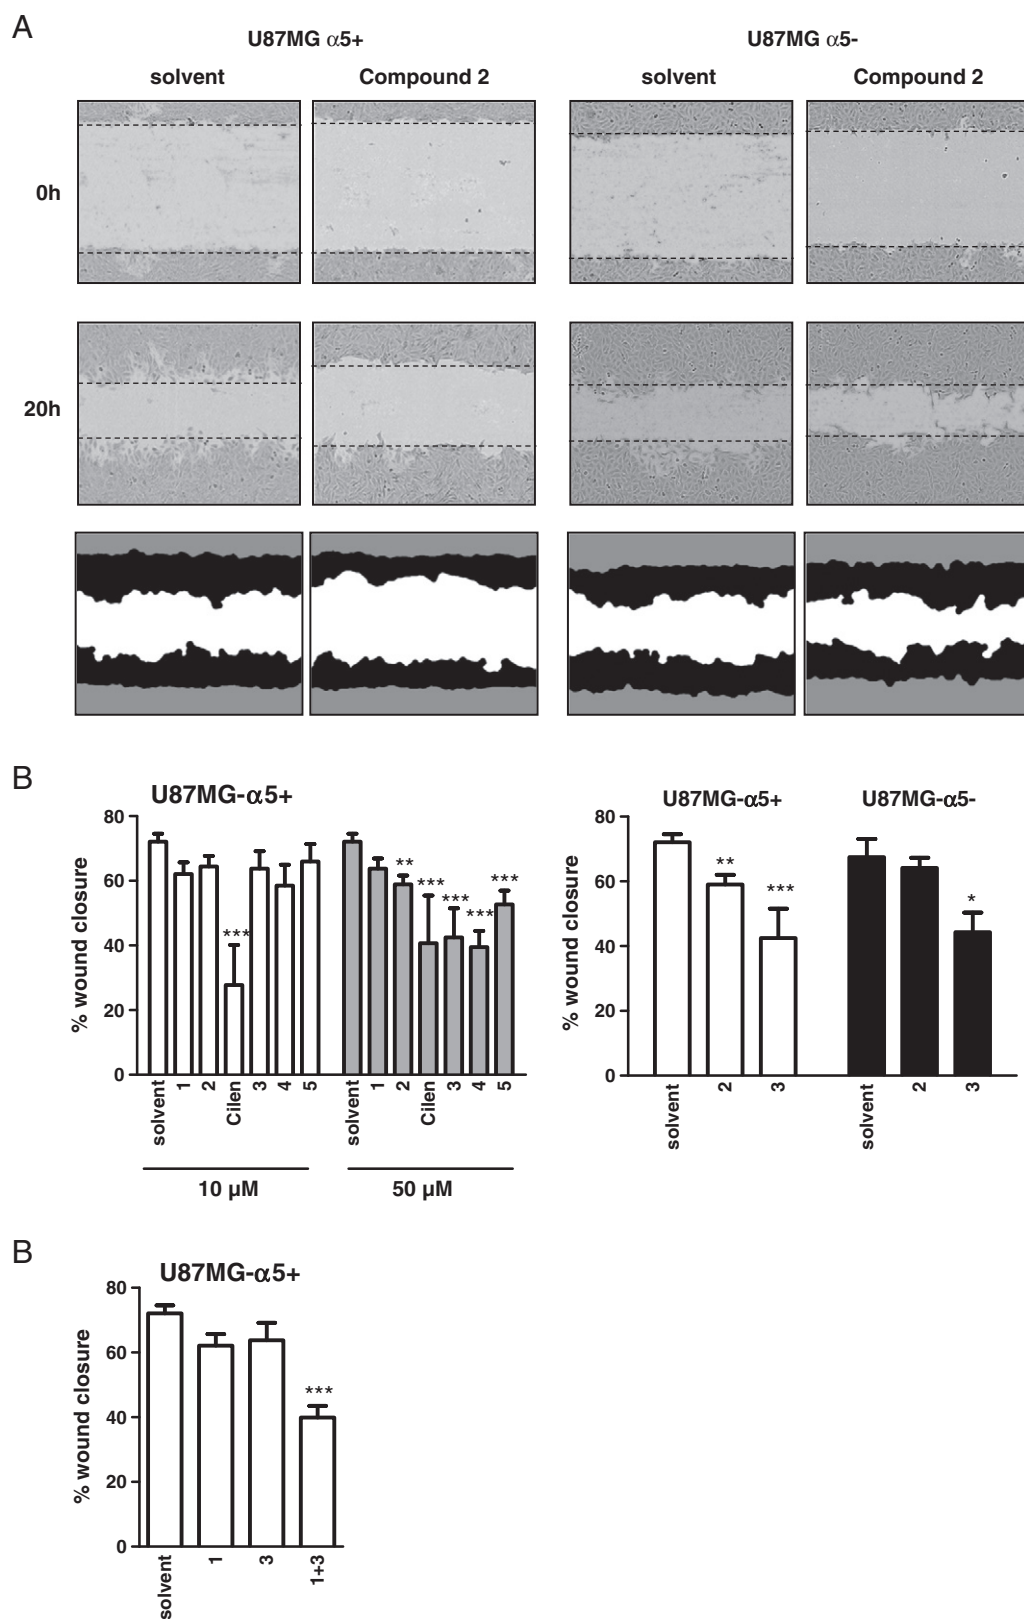 A
U87MG α5+
U87MG α5-
solvent
Compound 2
solvent
Compound 2
0h
20h
B
U87MG-α5+
% wound closure
80
60
40
20
0
***
**
***
***
***
***
solvent
1
2
Cilen
3
4
5
solvent
1
2
Cilen
3
4
5
10 µM
50 µM
U87MG-α5+
U87MG-α5-
% wound closure
80
60
40
20
0
**
***
*
solvent
2
3
solvent
2
3
B
U87MG-α5+
% wound closure
80
60
40
20
0
***
solvent
1
3
1+3